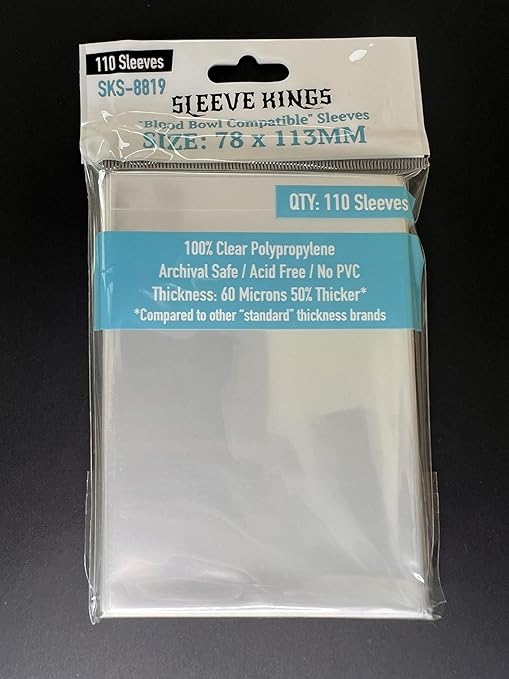 110 Sleeves
SKS-8819
SLEEVE KINGS
"Blood Bowl Compatible" Sleeves
SIZE: 78 x 113MM
QTY: 110 Sleeves
100% Clear Polypropylene
Archival Safe / Acid Free / No PVC
Thickness: 60 Microns 50% Thicker*
*Compared to other "standard" thickness brands